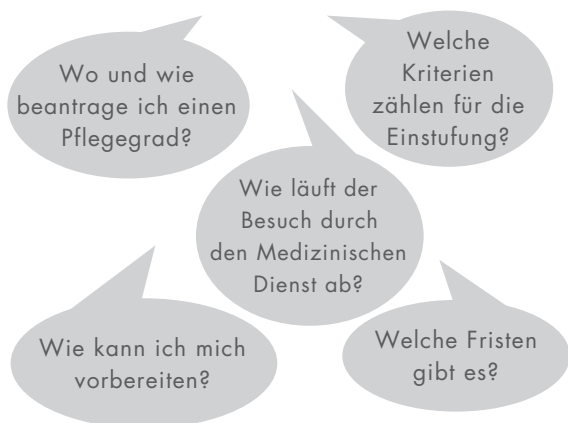 Wo und wie
beantrage ich einen
Pflegegrad?
Welche
Kriterien
zählen für die
Einstufung?
Wie läuft der
Besuch durch
den Medizinischen
Dienst ab?
Wie kann ich mich
vorbereiten?
Welche Fristen
gibt es?